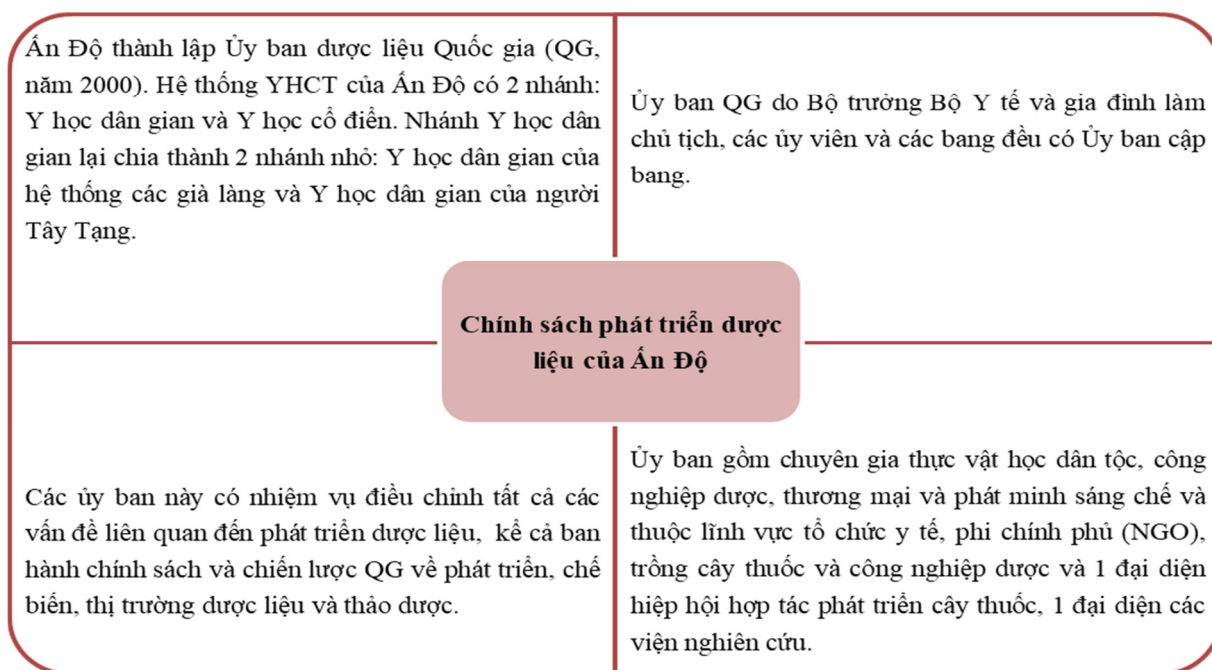 Ấn Độ thành lập Ủy ban dược liệu Quốc gia (QG,
năm 2000). Hệ thống YHCT của Ấn Độ có 2 nhánh:
Y học dân gian và Y học cổ điển. Nhánh Y học dân
gian lại chia thành 2 nhánh nhỏ: Y học dân gian của
hệ thống các già làng và Y học dân gian của người
Tây Tạng.
Ủy ban QG do Bộ trưởng Bộ Y tế và gia đình làm
chủ tịch, các ủy viên và các bang đều có Ủy ban cập
bang.
Chính sách phát triển dược
liệu của Ấn Độ
Các ủy ban này có nhiệm vụ điều chỉnh tất cả các
vấn đề liên quan đến phát triển dược liệu, kể cả ban
hành chính sách và chiến lược QG về phát triển, chế
biến, thị trường dược liệu và thảo dược.
Ủy ban gồm chuyên gia thực vật học dân tộc, công
nghiệp dược, thương mại và phát minh sáng chế và
thuộc lĩnh vực tổ chức y tế, phi chính phủ (NGO),
trồng cây thuốc và công nghiệp dược và 1 đại diện
hiệp hội hợp tác phát triển cây thuốc, 1 đại diện các
viện nghiên cứu.